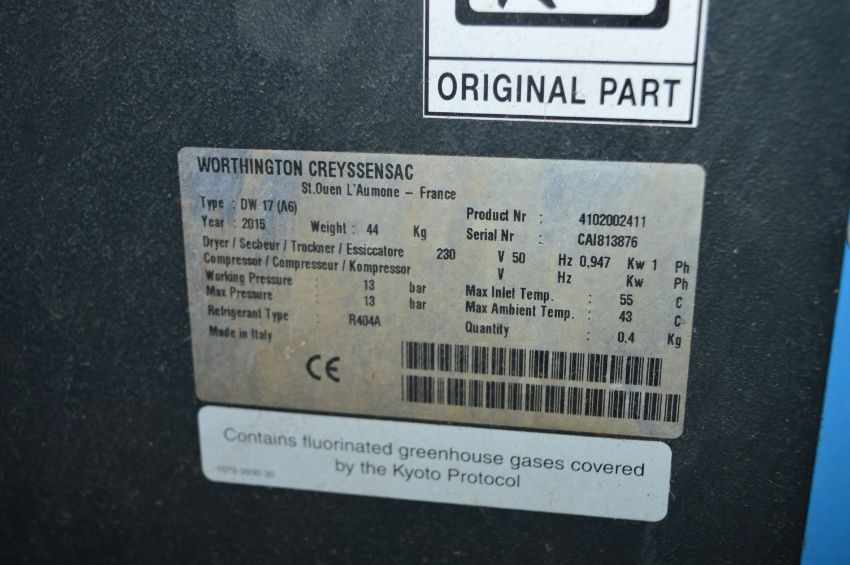 ORIGINAL PART
WORTHINGTON CREYSSENSAC
St.Ouen L'Aumone – France
Type : DW 17 (A6)
Product Nr : 4102002411
Year : 2015 Weight : 44 Kg
Serial Nr : CAI813876
Dryer / Secheur / Trockner / Essiccatore 230 V 50 Hz 0,947 Kw 1 Ph
Compressor / Compresseur / Kompressor V Hz Kw Ph
Working Pressure : 13 bar
Max Inlet Temp. : 55 C
Max Pressure : 13 bar
Max Ambient Temp. : 43 C
Refrigerant Type : R404A
Quantity : 0,4 Kg
Made in Italy
CE
Contains fluorinated greenhouse gases covered
by the Kyoto Protocol